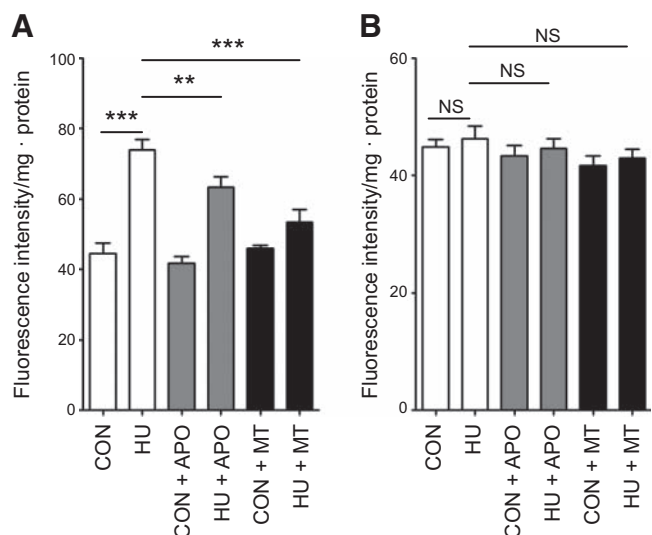 A
Fluorescence intensity/mg · protein
100
80
60
40
20
0
***
**
***
CON
HU
CON + APO
HU + APO
CON + MT
HU + MT
B
Fluorescence intensity/mg · protein
60
40
20
0
NS
NS
NS
CON
HU
CON + APO
HU + APO
CON + MT
HU + MT